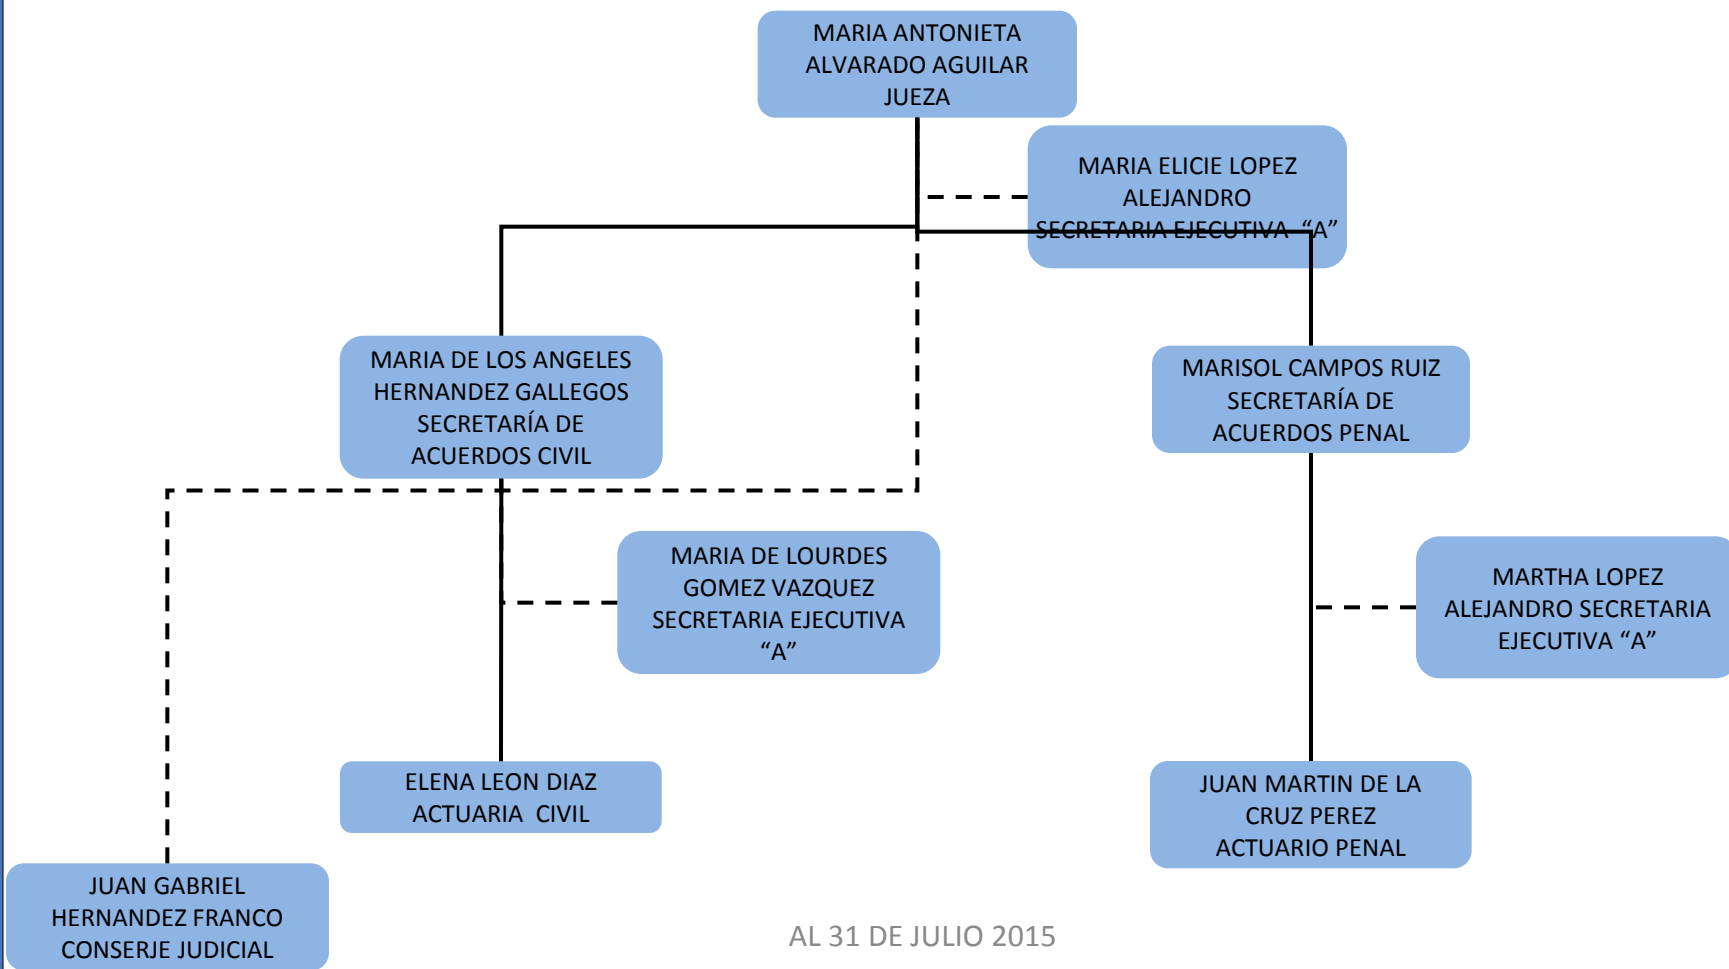 MARIA ANTONIETA
ALVARADO AGUILAR
JUEZA
MARIA ELICIE LOPEZ
ALEJANDRO
SECRETARIA EJECUTIVA “A”
MARIA DE LOS ANGELES
HERNANDEZ GALLEGOS
SECRETARÍA DE
ACUERDOS CIVIL
MARISOL CAMPOS RUIZ
SECRETARÍA DE
ACUERDOS PENAL
MARIA DE LOURDES
GOMEZ VAZQUEZ
SECRETARIA EJECUTIVA
“A”
MARTHA LOPEZ
ALEJANDRO SECRETARIA
EJECUTIVA “A”
ELENA LEON DIAZ
ACTUARIA CIVIL
JUAN MARTIN DE LA
CRUZ PEREZ
ACTUARIO PENAL
JUAN GABRIEL
HERNANDEZ FRANCO
CONSERJE JUDICIAL
AL 31 DE JULIO 2015